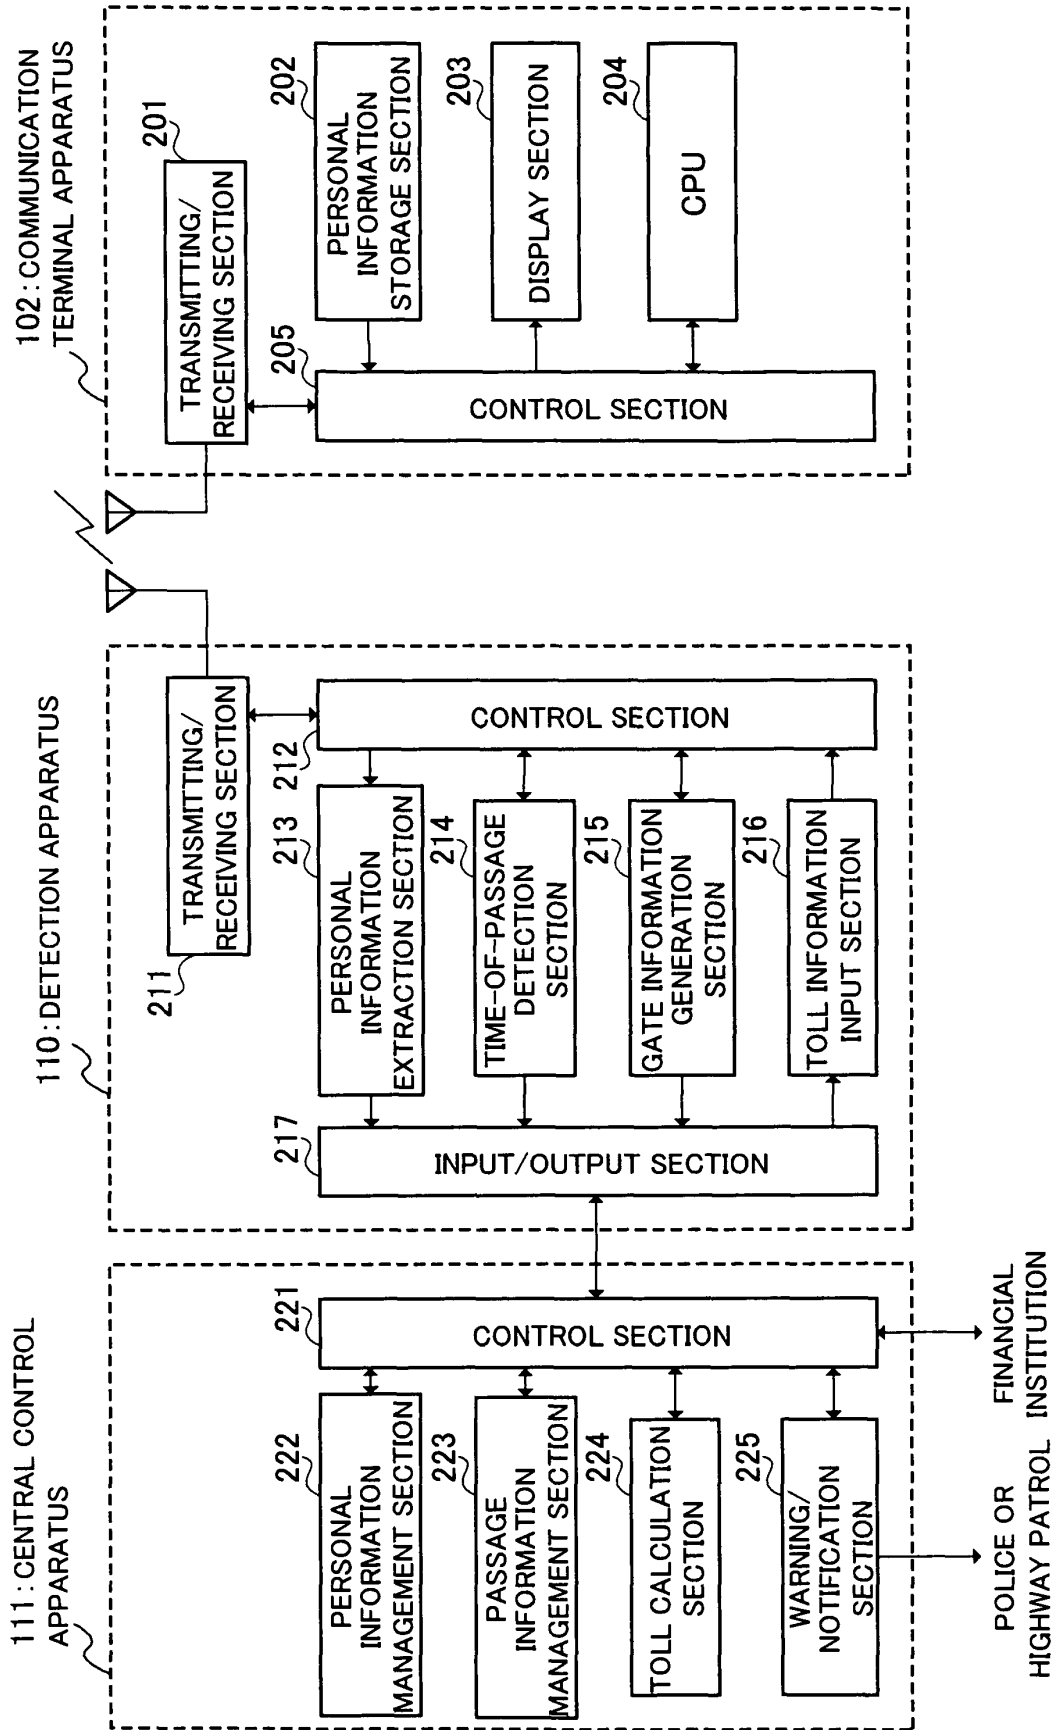 111:CENTRAL CONTROL
APPARATUS
222
PERSONAL
INFORMATION
MANAGEMENT SECTION
223
PASSAGE
INFORMATION
MANAGEMENT SECTION
224
TOLL CALCULATION
SECTION
225
WARNING/
NOTIFICATION
SECTION
221
CONTROL SECTION
POLICE OR
HIGHWAY PATROL
FINANCIAL
INSTITUTION
110:DETECTION APPARATUS
211
TRANSMITTING/
RECEIVING SECTION
217
INPUT/OUTPUT SECTION
213
PERSONAL
INFORMATION
EXTRACTION SECTION
214
TIME-OF-PASSAGE
DETECTION
SECTION
215
GATE INFORMATION
GENERATION
SECTION
216
TOLL INFORMATION
INPUT SECTION
212
CONTROL SECTION
102:COMMUNICATION
TERMINAL APPARATUS
201
TRANSMITTING/
RECEIVING SECTION
205
CONTROL SECTION
202
PERSONAL
INFORMATION
STORAGE SECTION
203
DISPLAY SECTION
204
CPU